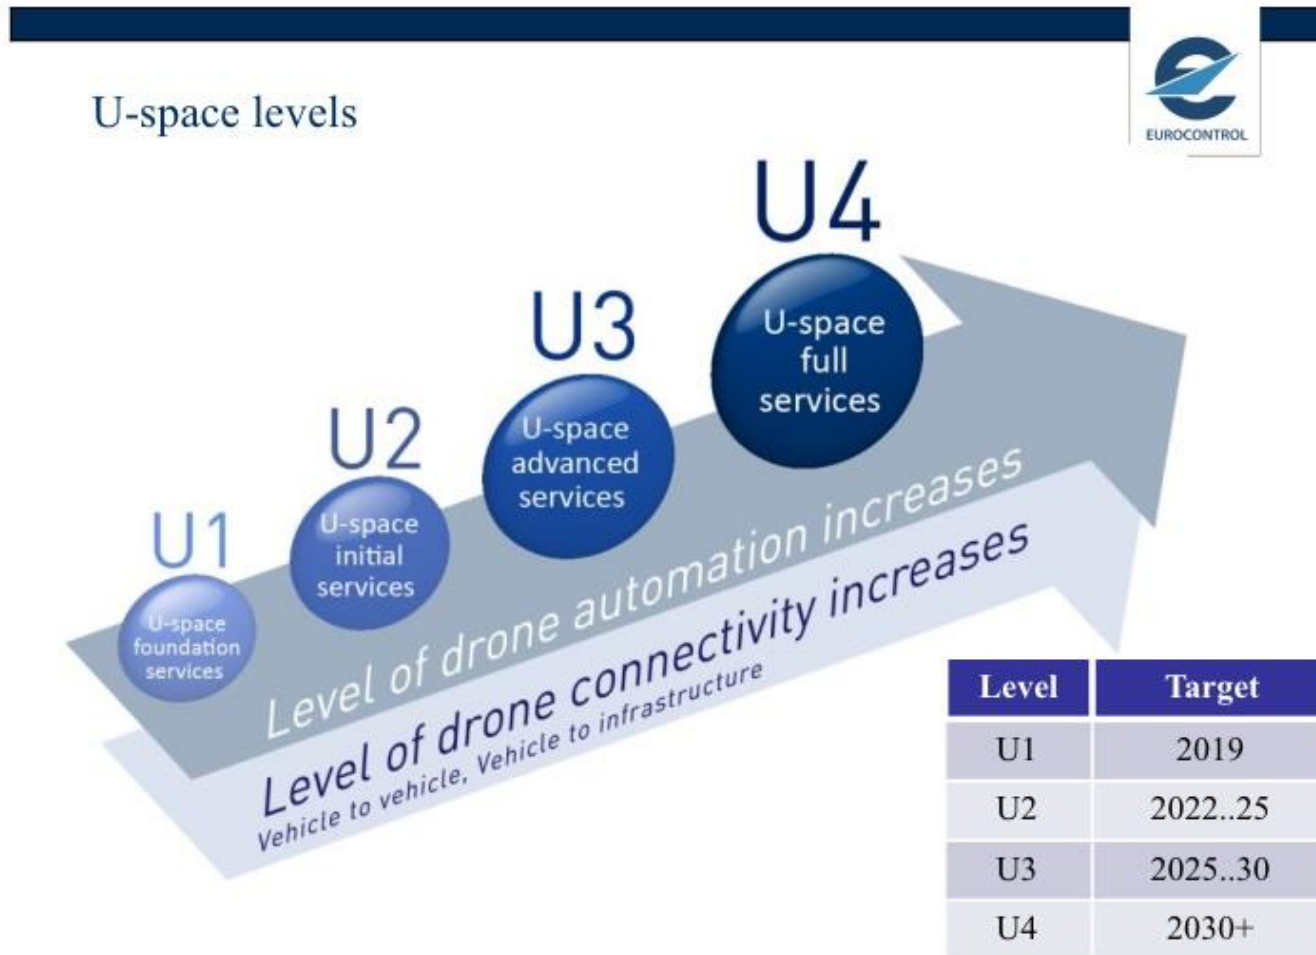 EUROCONTROL
U-space levels
U4
U-space
full
services
U3
U-space
advanced
services
U2
U-space
initial
services
U1
U-space
foundation
services
Level of drone automation increases
Level of drone connectivity increases
Vehicle to vehicle, Vehicle to infrastructure
Level Target
U1 2019
U2 2022..25
U3 2025..30
U4 2030+